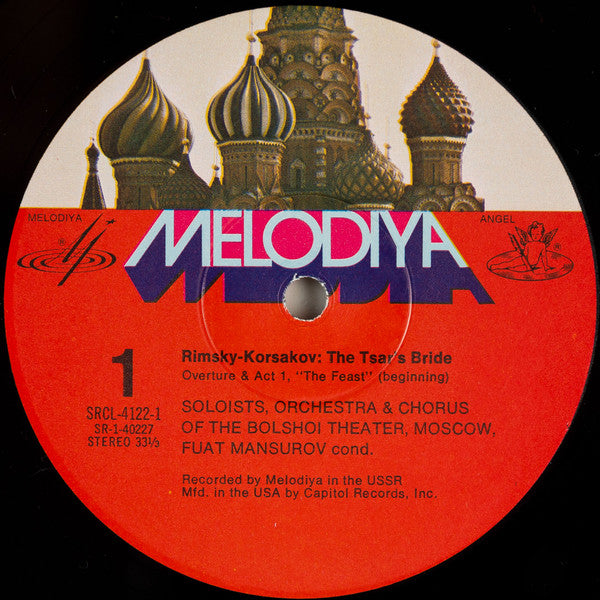 MELODIYA
®
ANGEL
®
MELODIYA
1
SRCL-4122-1
SR-1-40227
STEREO 33⅓
Rimsky-Korsakov: The Tsar's Bride
Overture & Act 1, "The Feast" (beginning)
SOLOISTS, ORCHESTRA & CHORUS
OF THE BOLSHOI THEATER, MOSCOW,
FUAT MANSUROV cond.
Recorded by Melodiya in the USSR
Mfd. in the USA by Capitol Records, Inc.